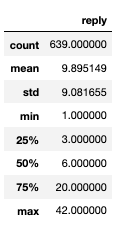 reply
count 639.000000
mean 9.895149
std 9.081655
min 1.000000
25% 3.000000
50% 6.000000
75% 20.000000
max 42.000000